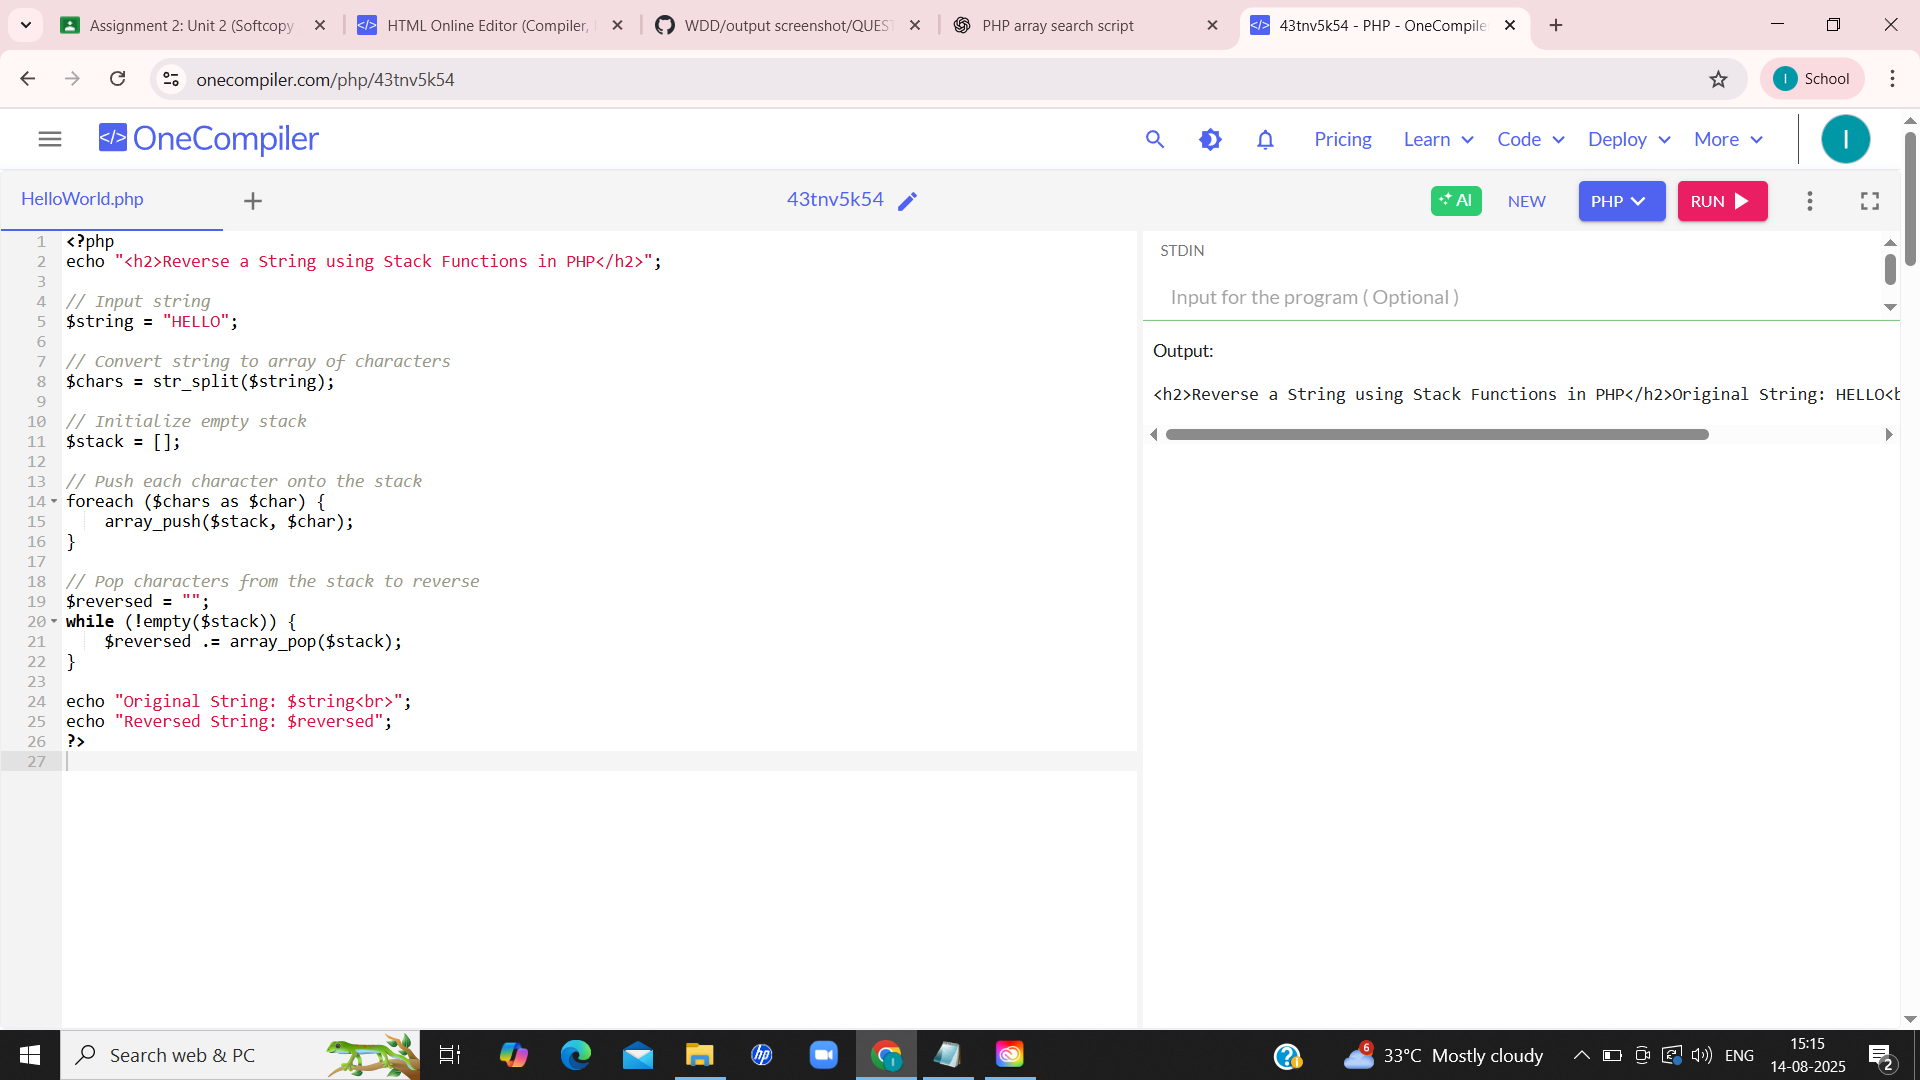 Assignment 2: Unit 2 (Softcopy
HTML Online Editor (Compiler,
WDD/output screenshot/QUEST
PHP array search script
43tnv5k54 - PHP - OneCompile
onecompiler.com/php/43tnv5k54
I
School
</> OneCompiler
Pricing
Learn
Code
Deploy
More
I
HelloWorld.php
43tnv5k54
AI
NEW
PHP
RUN
1 <?php
2 echo "<h2>Reverse a String using Stack Functions in PHP</h2>";
3
4 // Input string
5 $string = "HELLO";
6
7 // Convert string to array of characters
8 $chars = str_split($string);
9
10 // Initialize empty stack
11 $stack = [];
12
13 // Push each character onto the stack
14 foreach ($chars as $char) {
15     array_push($stack, $char);
16 }
17
18 // Pop characters from the stack to reverse
19 $reversed = "";
20 while (!empty($stack)) {
21     $reversed .= array_pop($stack);
22 }
23
24 echo "Original String: $string<br>";
25 echo "Reversed String: $reversed";
26 ?>
27
STDIN
Input for the program ( Optional )
Output:
<h2>Reverse a String using Stack Functions in PHP</h2>Original String: HELLO<b
Search web & PC
hp
I
6
33°C Mostly cloudy
ENG
15:15
14-08-2025
2